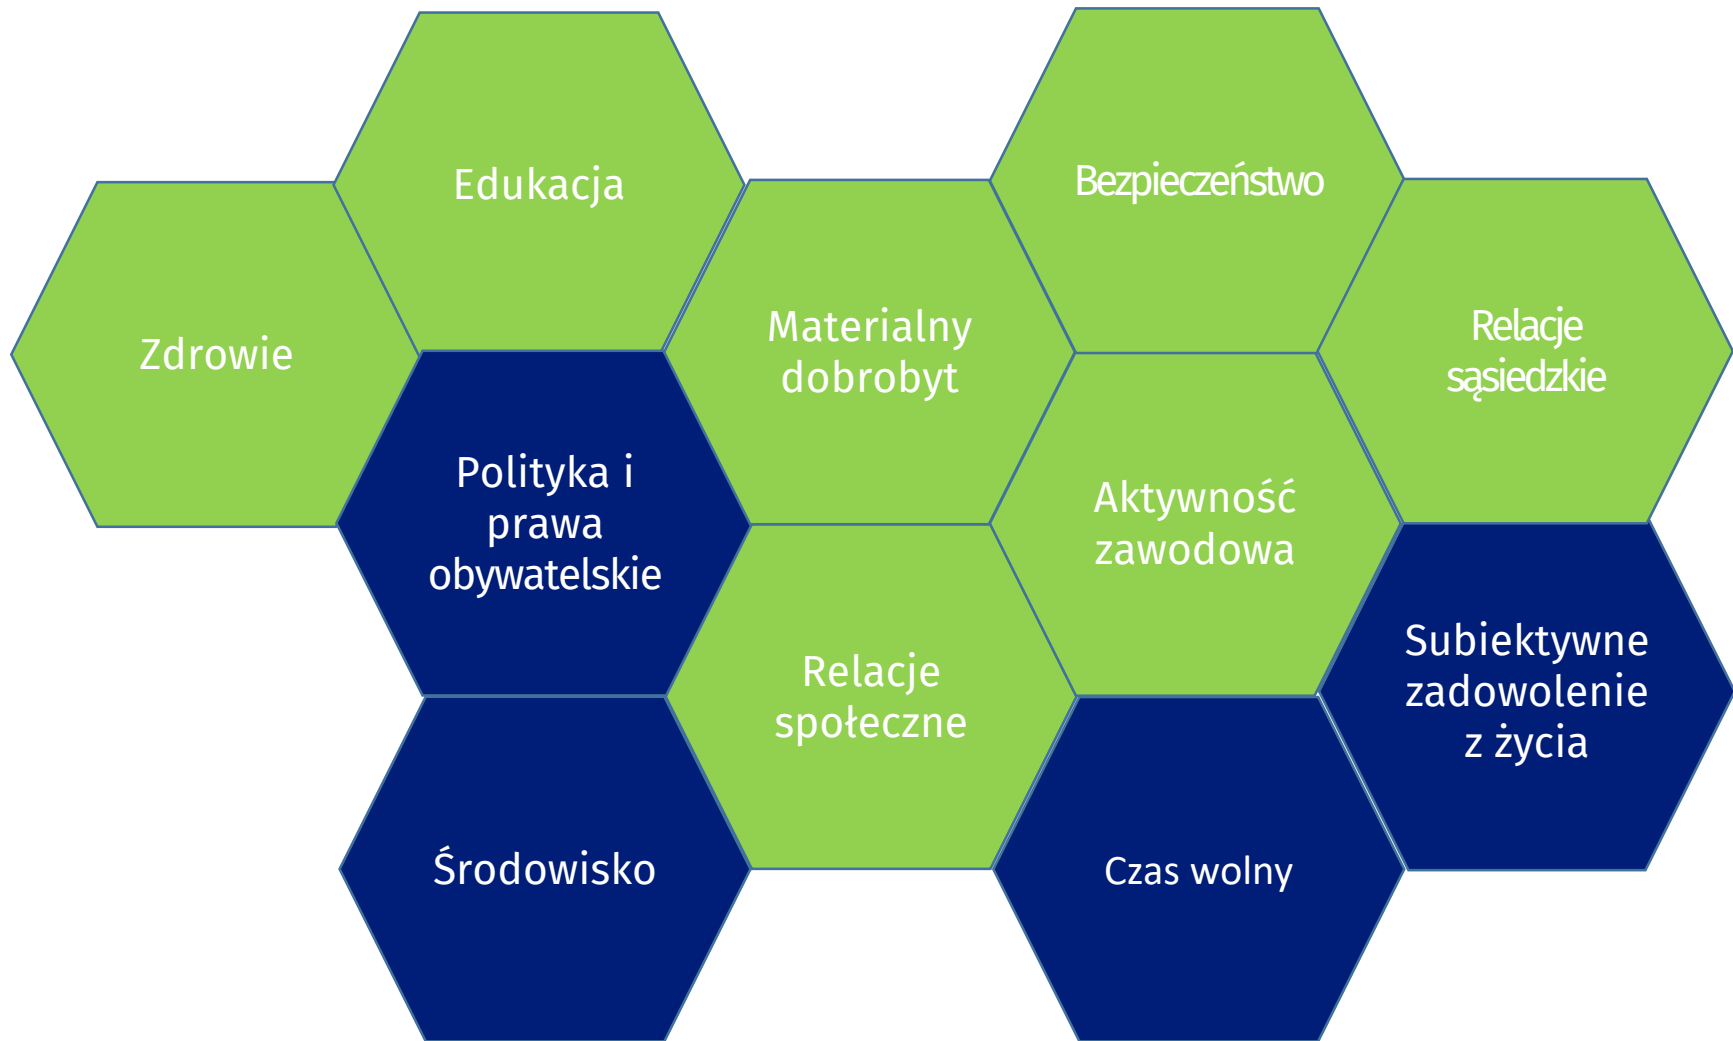 Edukacja
Bezpieczeństwo
Zdrowie
Materialny
dobrobyt
Relacje
sąsiedzkie
Polityka i
prawa
obywatelskie
Aktywność
zawodowa
Relacje
społeczne
Subiektywne
zadowolenie
z życia
Środowisko
Czas wolny